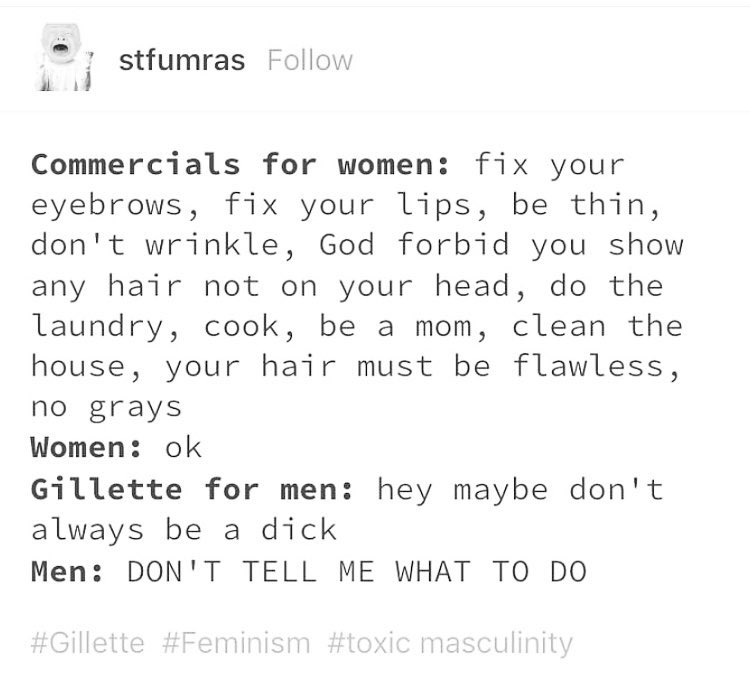 stfumras Follow
Commercials for women: fix your
eyebrows, fix your lips, be thin,
don't wrinkle, God forbid you show
any hair not on your head, do the
laundry, cook, be a mom, clean the
house, your hair must be flawless,
no grays
Women: ok
Gillette for men: hey maybe don't
always be a dick
Men: DON'T TELL ME WHAT TO DO
#Gillette #Feminism #toxic masculinity